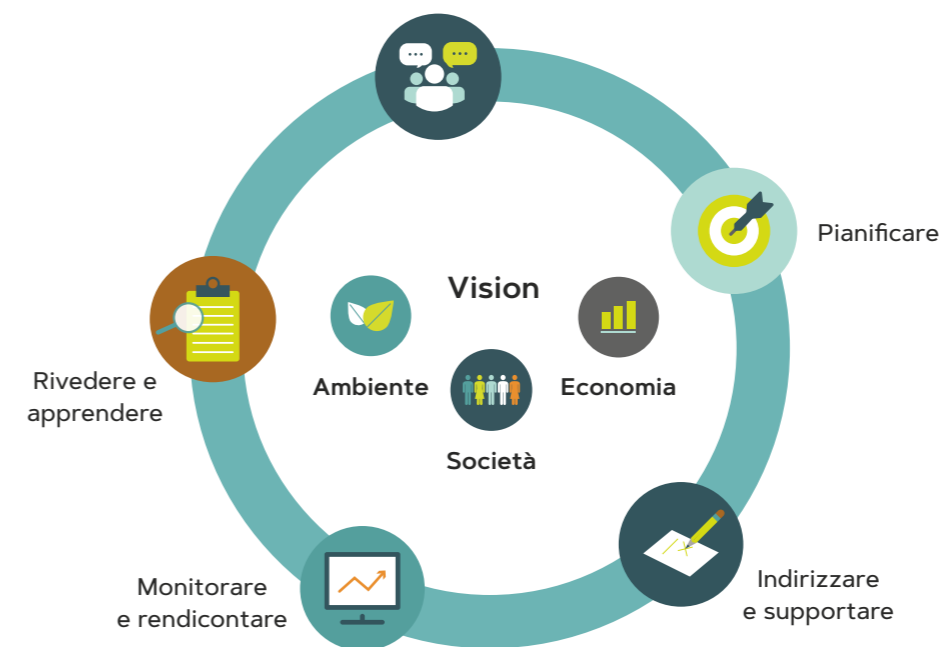 Pianificare
Vision
Ambiente
Economia
Società
Rivedere e
apprendere
Indirizzare
e supportare
Monitorare
e rendicontare